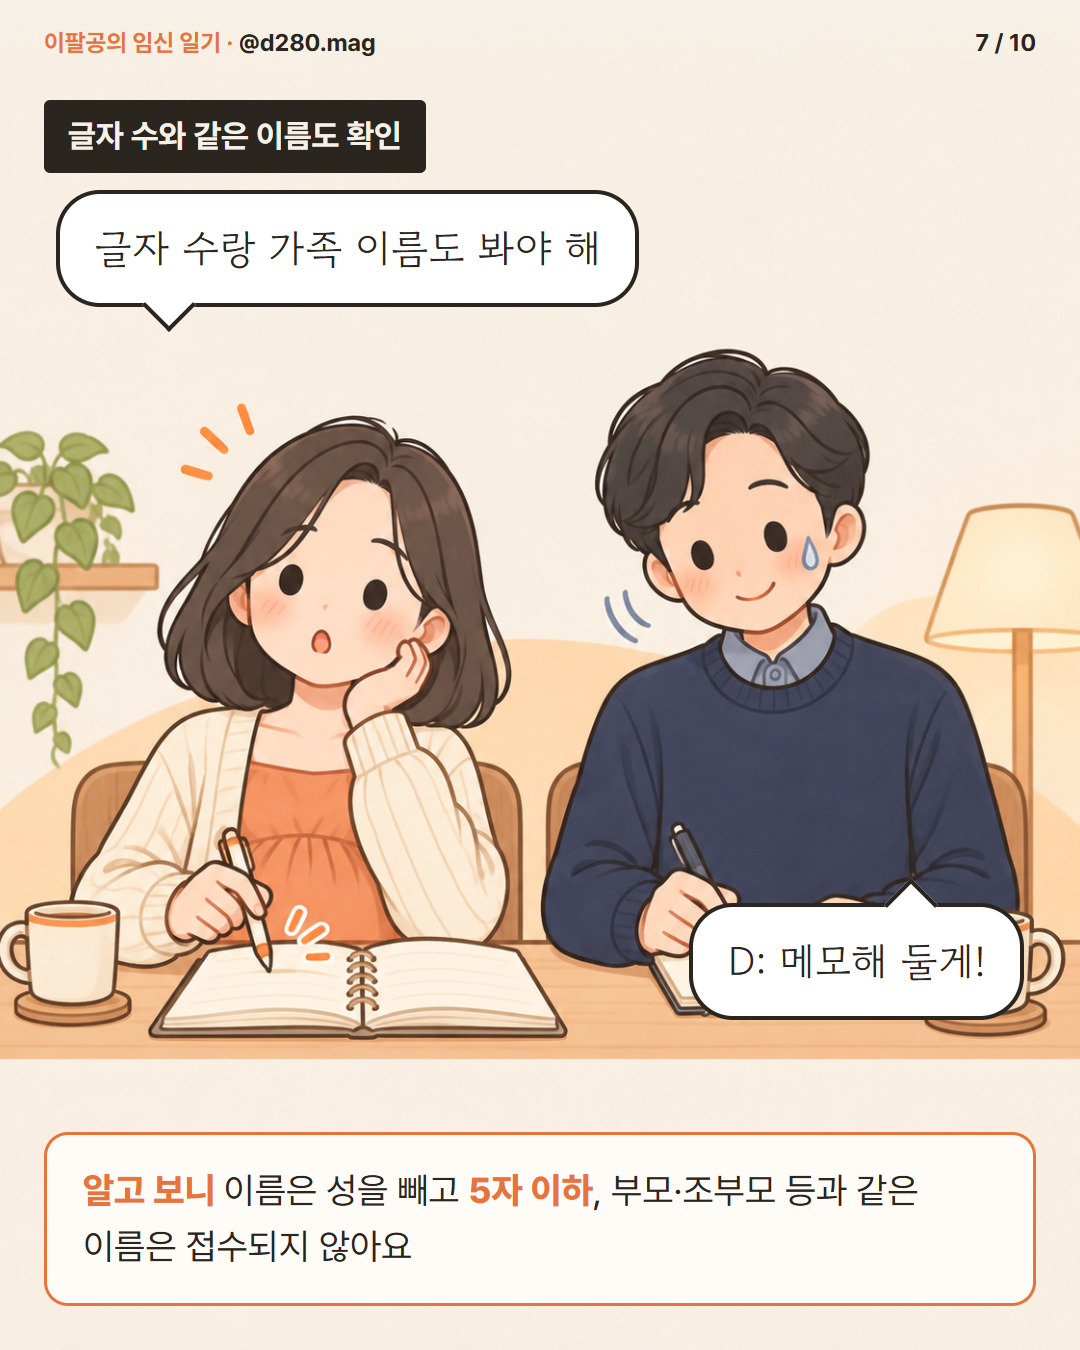 이팔공의 임신 일기 · @d280.mag
7 / 10
글자 수와 같은 이름도 확인
글자 수랑 가족 이름도 봐야 해
D: 메모해 둘게!
알고 보니 이름은 성을 빼고 5자 이하, 부모·조부모 등과 같은
이름은 접수되지 않아요